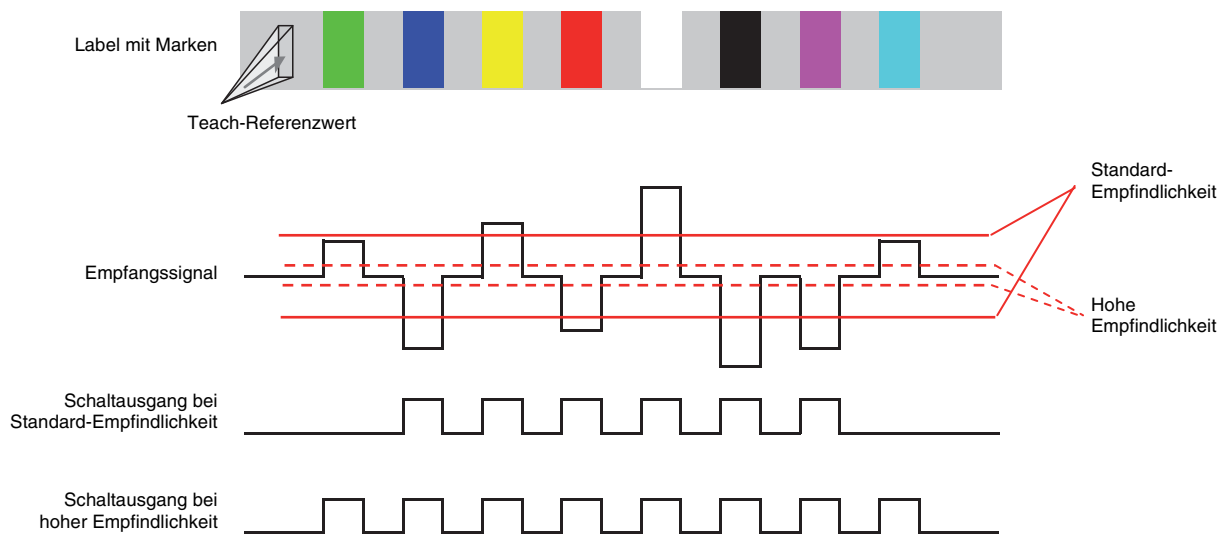 Label mit Marken
Teach-Referenzwert
Standard-
Empfindlichkeit
Empfangssignal
Hohe
Empfindlichkeit
Schaltausgang bei
Standard-Empfindlichkeit
Schaltausgang bei
hoher Empfindlichkeit